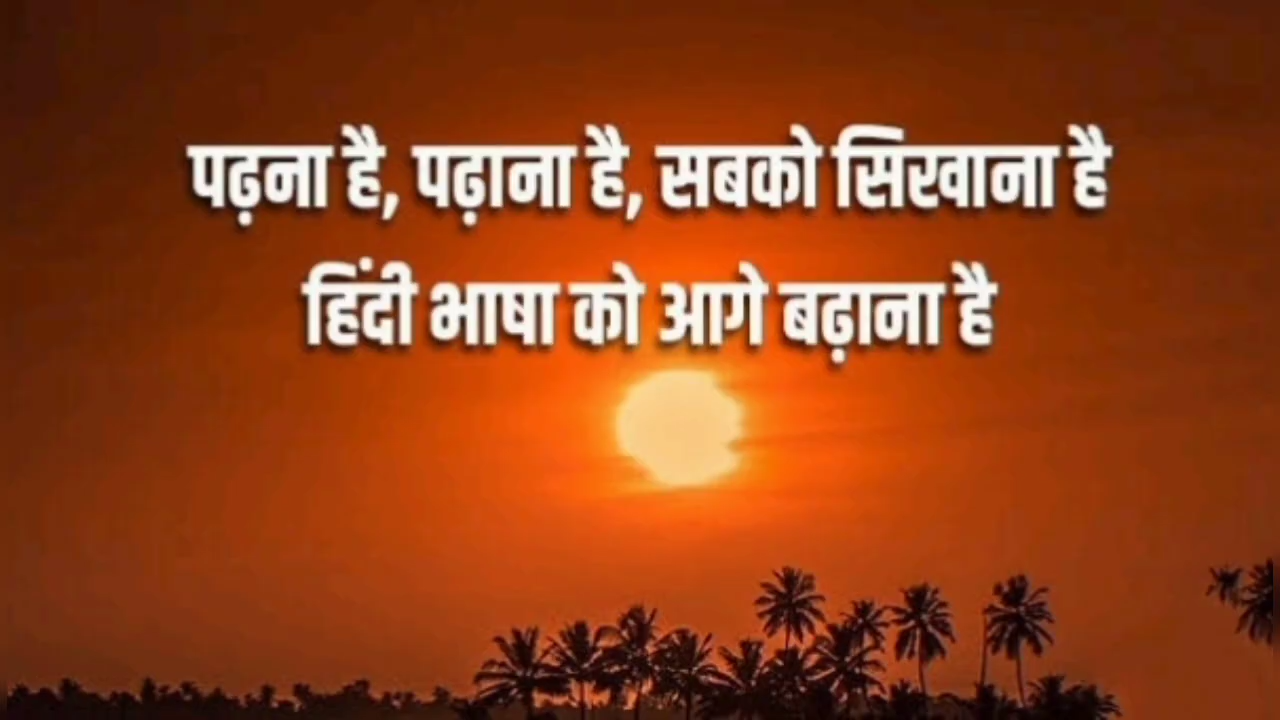 पढ़ना है, पढ़ाना है, सबको सिखाना है
हिंदी भाषा को आगे बढ़ाना है